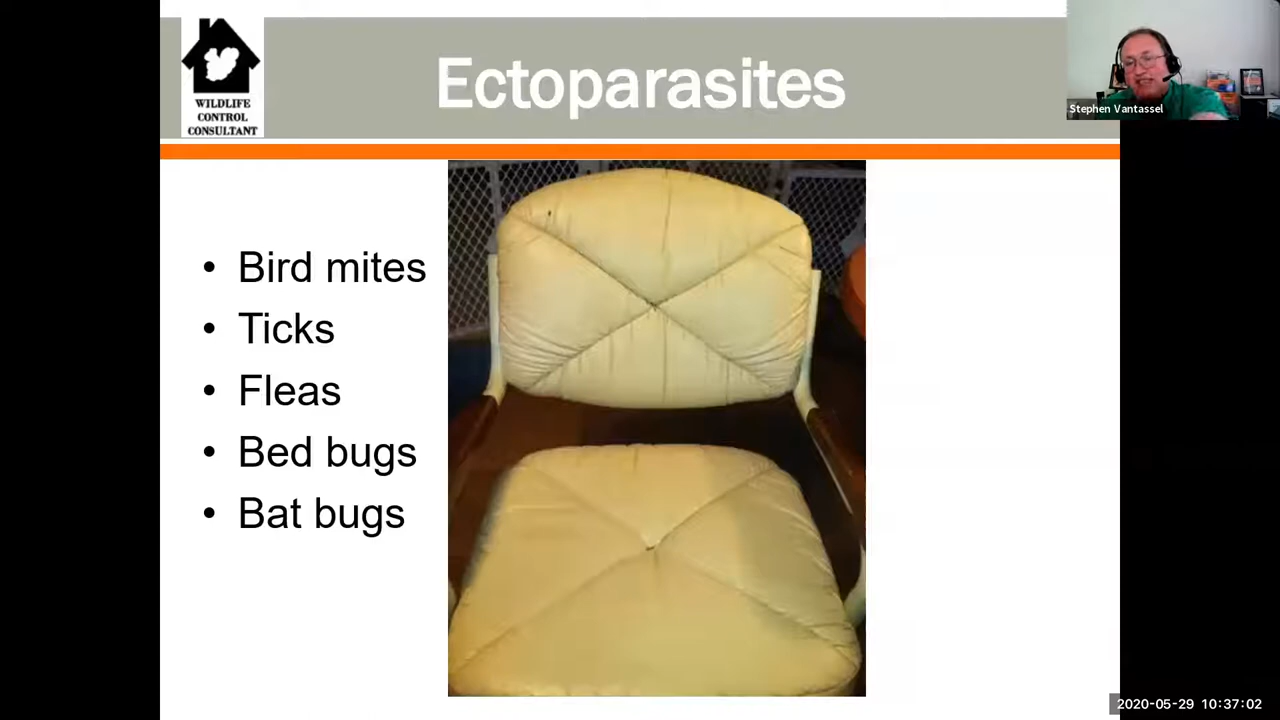 WILDLIFE
CONTROL
CONSULTANT
Ectoparasites
Stephen Vantassel
• Bird mites
• Ticks
• Fleas
• Bed bugs
• Bat bugs
2020-05-29 10:37:02